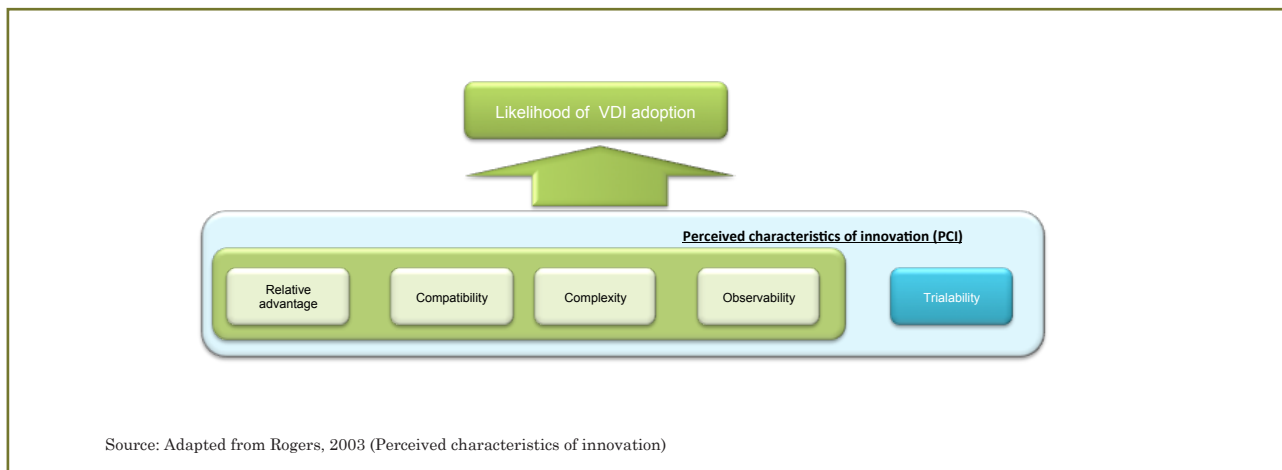 Likelihood of VDI adoption
Perceived characteristics of innovation (PCI)
Relative
advantage
Compatibility
Complexity
Observability
Trialability
Source: Adapted from Rogers, 2003 (Perceived characteristics of innovation)